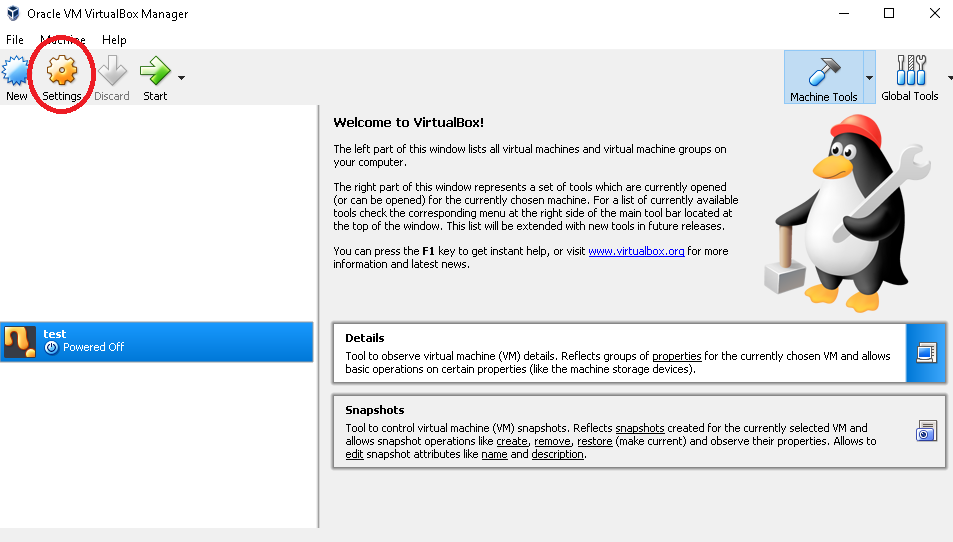 Oracle VM VirtualBox Manager
File Machine Help
New Settings Discard Start Machine Tools Global Tools
Welcome to VirtualBox!
The left part of this window lists all virtual machines and virtual machine groups on
your computer.
The right part of this window represents a set of tools which are currently opened
(or can be opened) for the currently chosen machine. For a list of currently available
tools check the corresponding menu at the right side of the main tool bar located at
the top of the window. This list will be extended with new tools in future releases.
You can press the F1 key to get instant help, or visit www.virtualbox.org for more
information and latest news.
test
Powered Off
Details
Tool to observe virtual machine (VM) details. Reflects groups of properties for the currently chosen VM and allows
basic operations on certain properties (like the machine storage devices).
Snapshots
Tool to control virtual machine (VM) snapshots. Reflects snapshots created for the currently selected VM and
allows snapshot operations like create, remove, restore (make current) and observe their properties. Allows to
edit snapshot attributes like name and description.